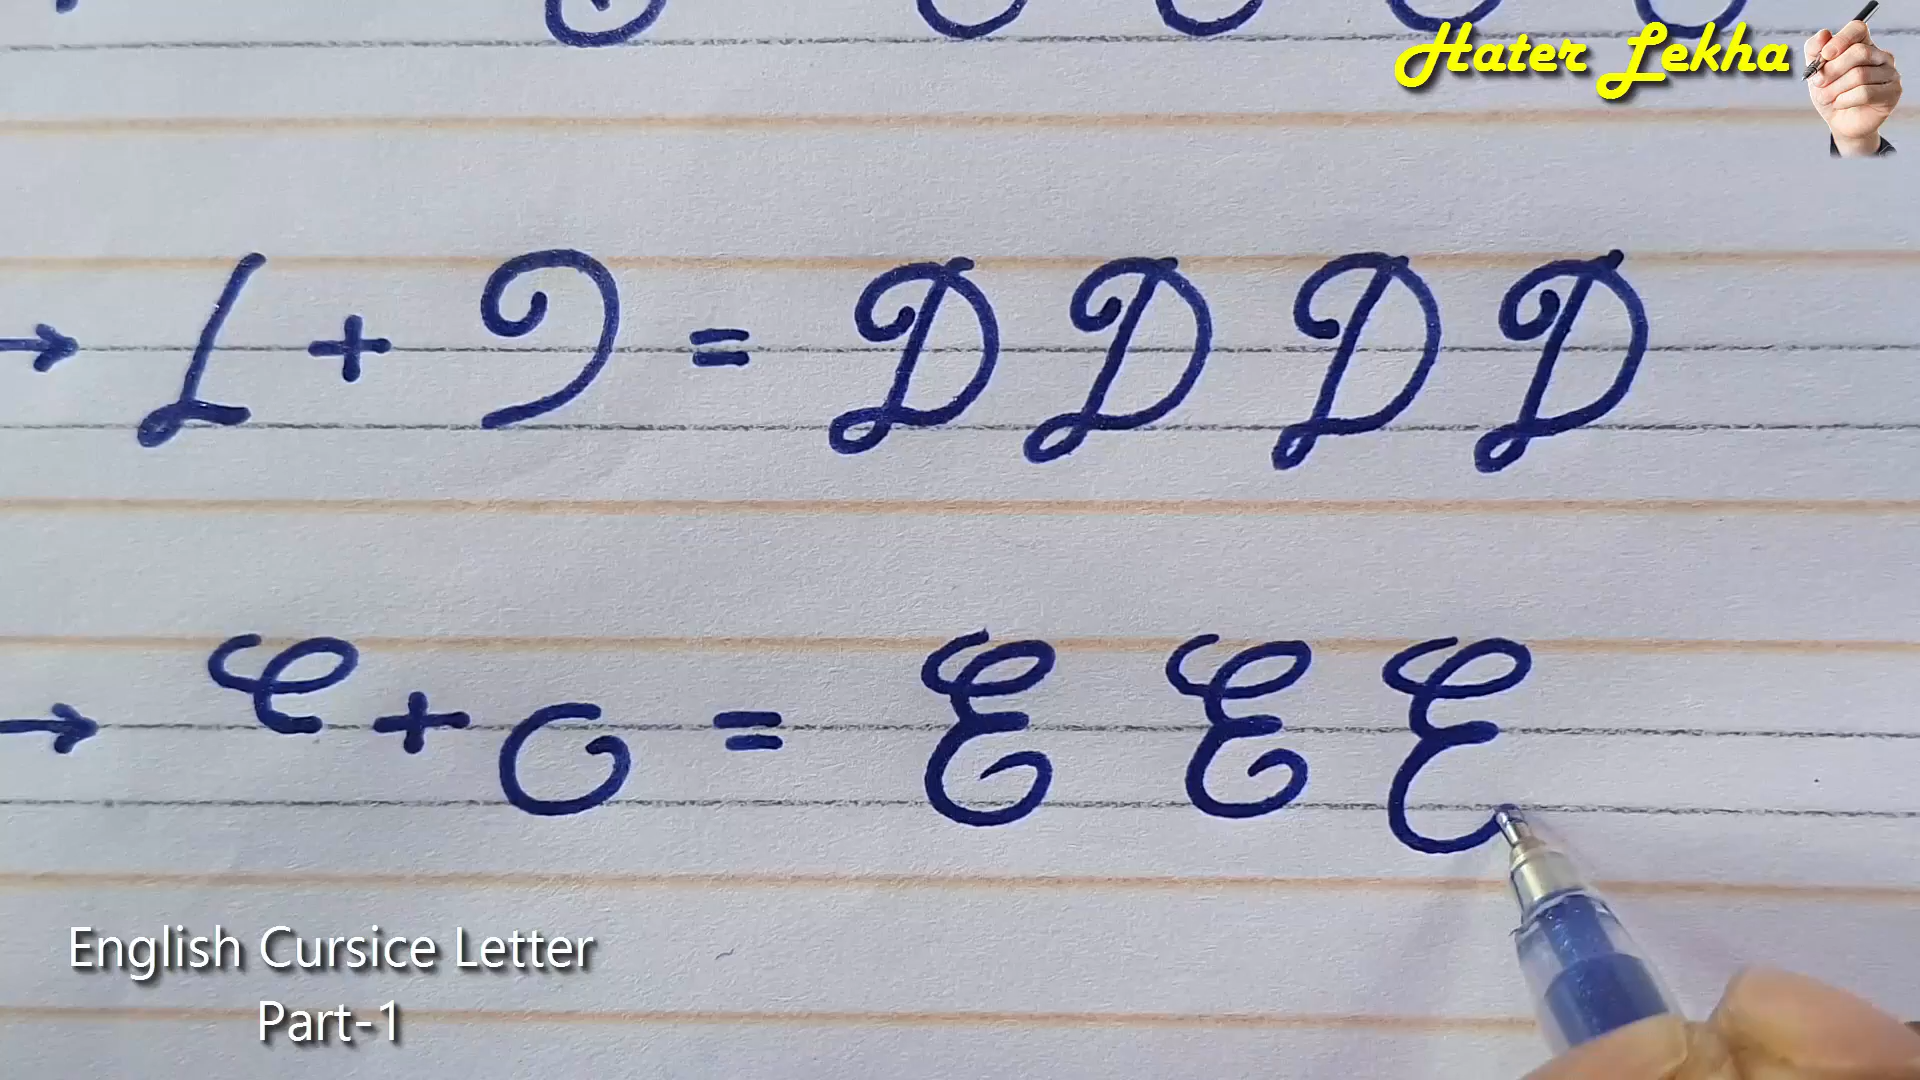 Hater Lekha
→ L + Ͻ = D D D D
→ + = E E E
English Cursice Letter
Part-1